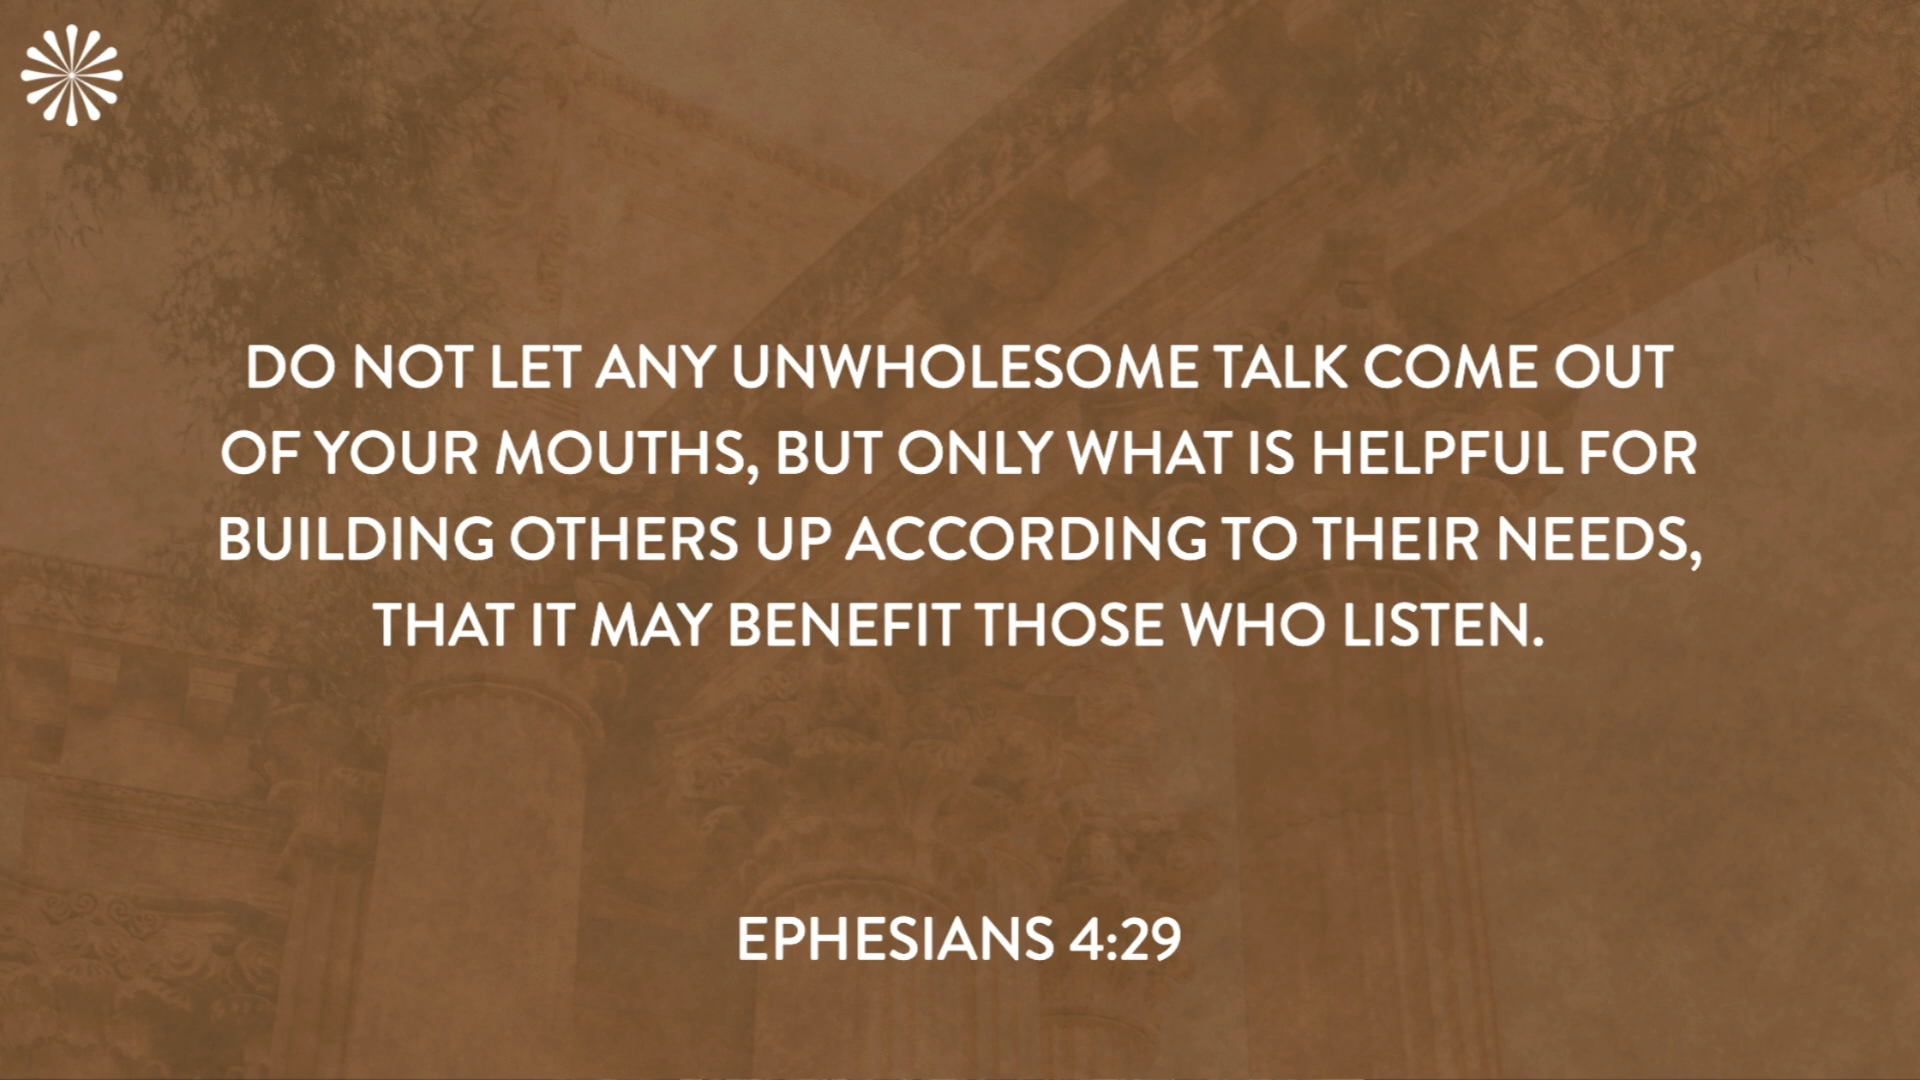 DO NOT LET ANY UNWHOLESOME TALK COME OUT
OF YOUR MOUTHS, BUT ONLY WHAT IS HELPFUL FOR
BUILDING OTHERS UP ACCORDING TO THEIR NEEDS,
THAT IT MAY BENEFIT THOSE WHO LISTEN.
EPHESIANS 4:29